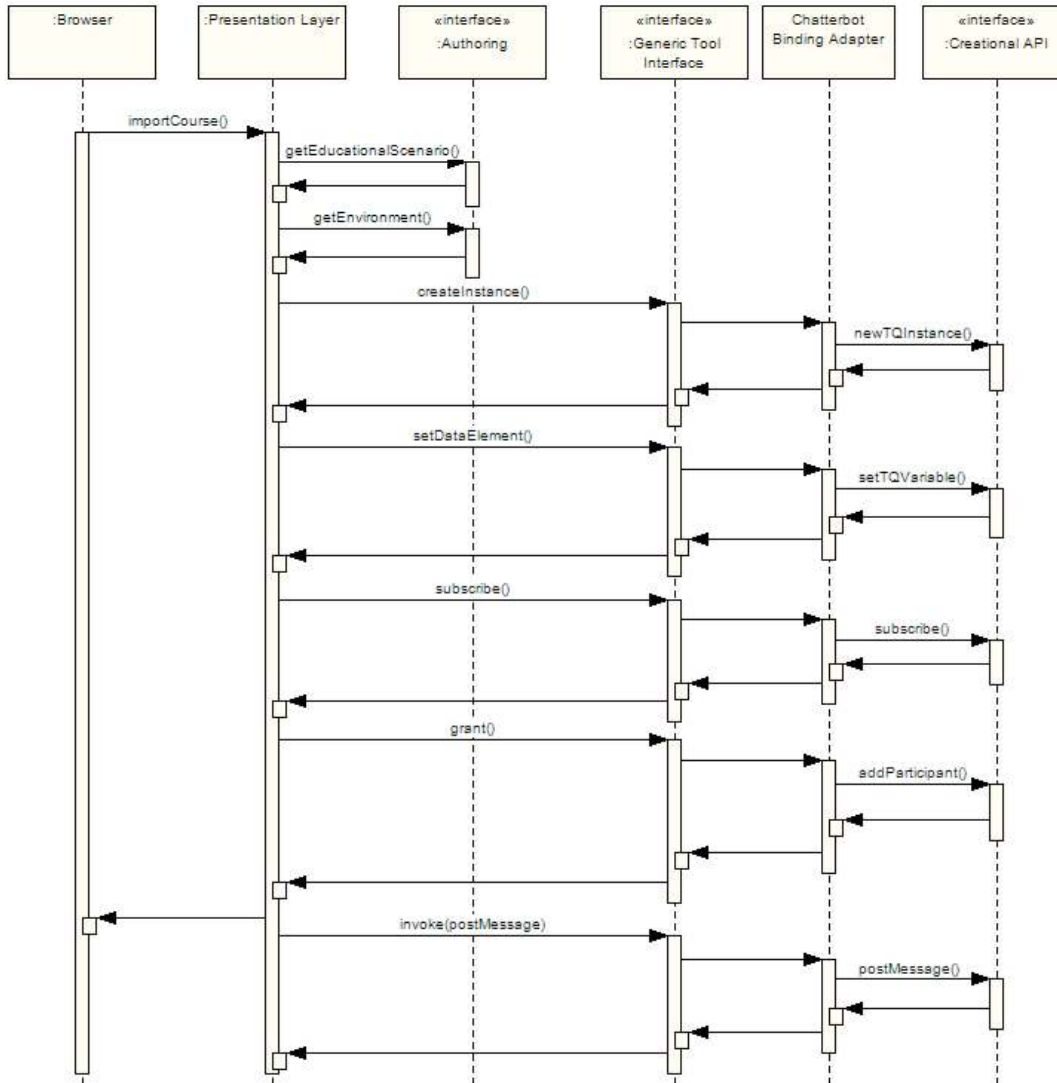 :Browser
:Presentation Layer
«interface»
:Authoring
«interface»
:Generic Tool
Interface
Chatterbot
Binding Adapter
«interface»
:Creational API
importCourse()
getEducationalScenario()
getEnvironment()
createInstance()
newTQInstance()
setDataElement()
setTQVariable()
subscribe()
subscribe()
grant()
addParticipant()
invoke(postMessage)
postMessage()